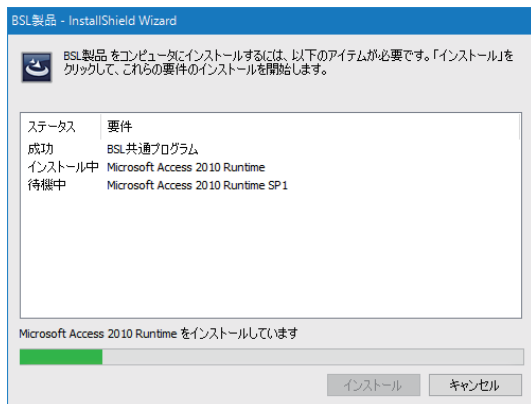 BSL製品 - InstallShield Wizard
BSL製品 をコンピュータにインストールするには、以下のアイテムが必要です。「インストール」を
クリックして、これらの要件のインストールを開始します。
ステータス 要件
成功 BSL共通プログラム
インストール中 Microsoft Access 2010 Runtime
待機中 Microsoft Access 2010 Runtime SP1
Microsoft Access 2010 Runtime をインストールしています
インストール キャンセル